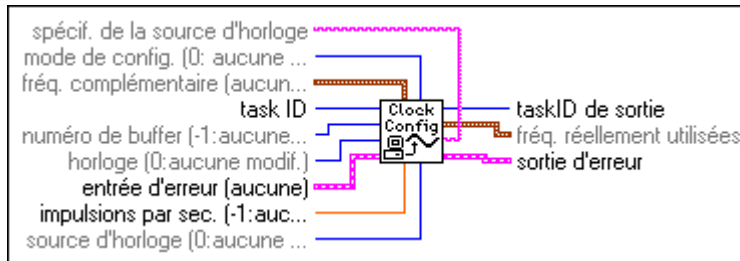 spécif. de la source d'horloge
mode de config. (0: aucune ...
fréq. complémentaire (aucun...
task ID
numéro de buffer (-1:aucune...
horloge (0:aucune modif.)
entrée d'erreur (aucune)
impulsions par sec. (-1:auc...
source d'horloge (0:aucune ...
Clock
Config
taskID de sortie
fréq. réellement utilisées
sortie d'erreur